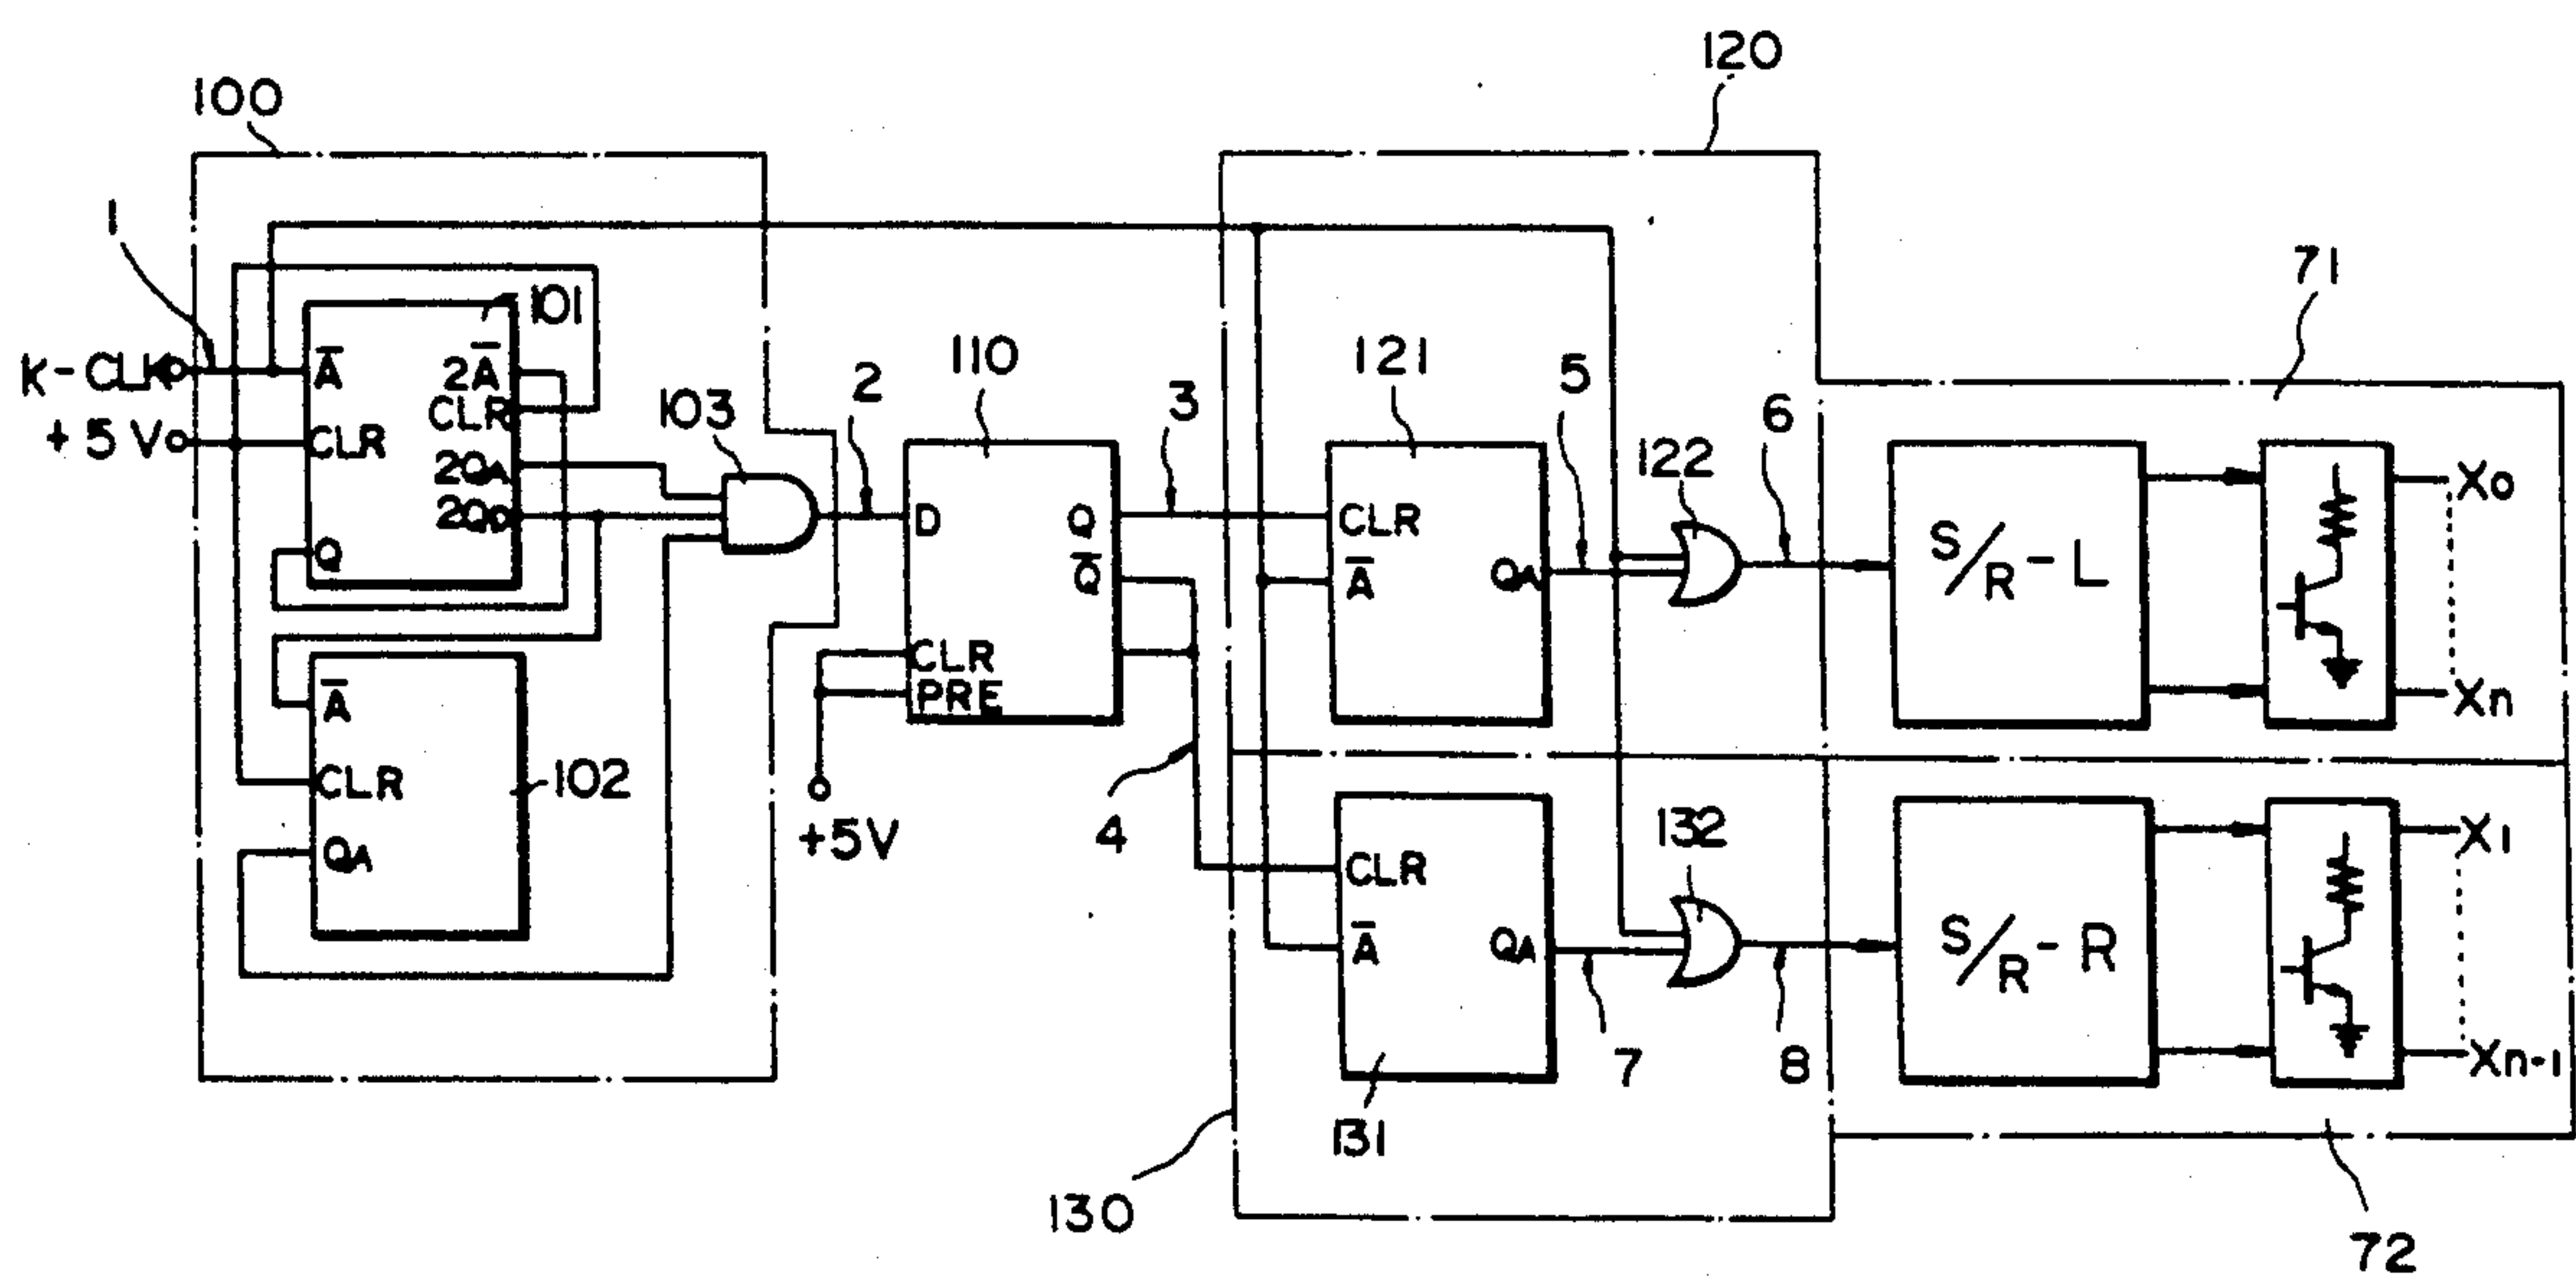 120
100
1
71
101
K-CLK
A̅
2A̅
CLR
+5V
CLR
2QA
2QD
Q
103
2
110
3
121
5
122
6
D
Q
Q̅
CLR
PRE
CLR
A̅
QA
S/R-L
X0
Xn
A̅
CLR
QA
102
+5V
4
CLR
A̅
QA
131
132
7
8
S/R-R
X1
Xn-1
130
72